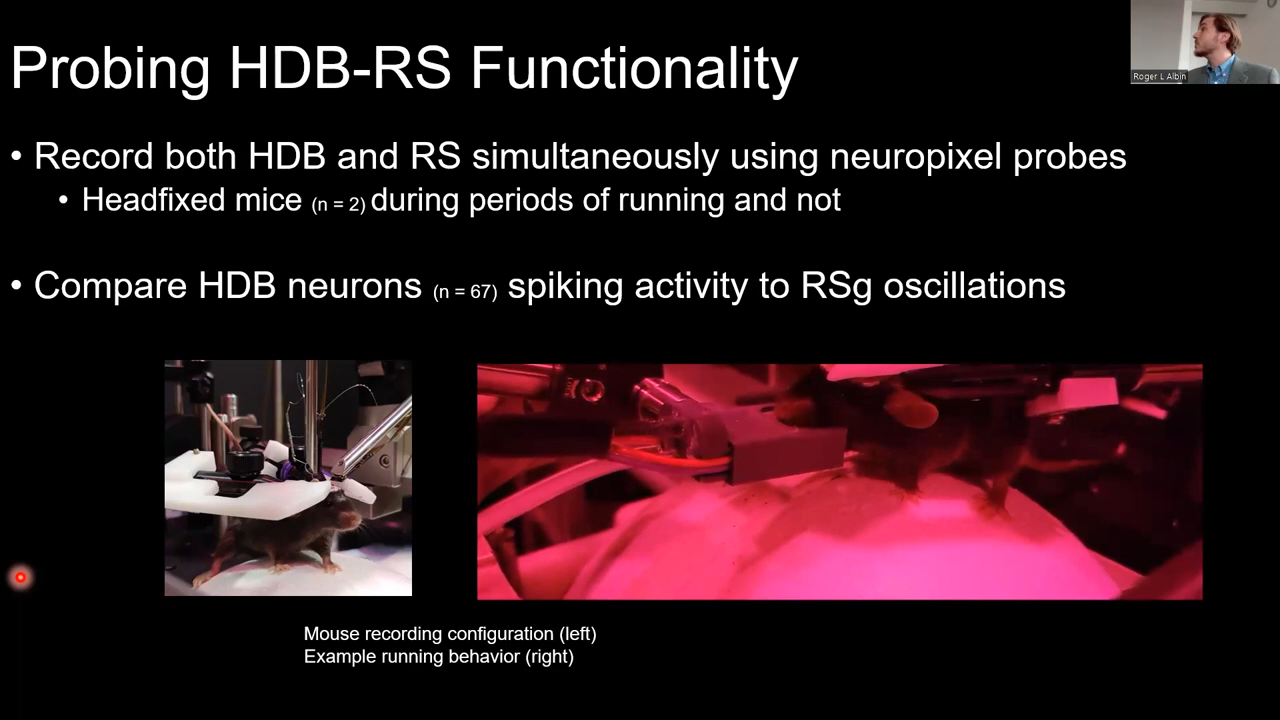 Probing HDB-RS Functionality
Roger L Albin
• Record both HDB and RS simultaneously using neuropixel probes
• Headfixed mice (n = 2) during periods of running and not
• Compare HDB neurons (n = 67) spiking activity to RSg oscillations
Mouse recording configuration (left)
Example running behavior (right)